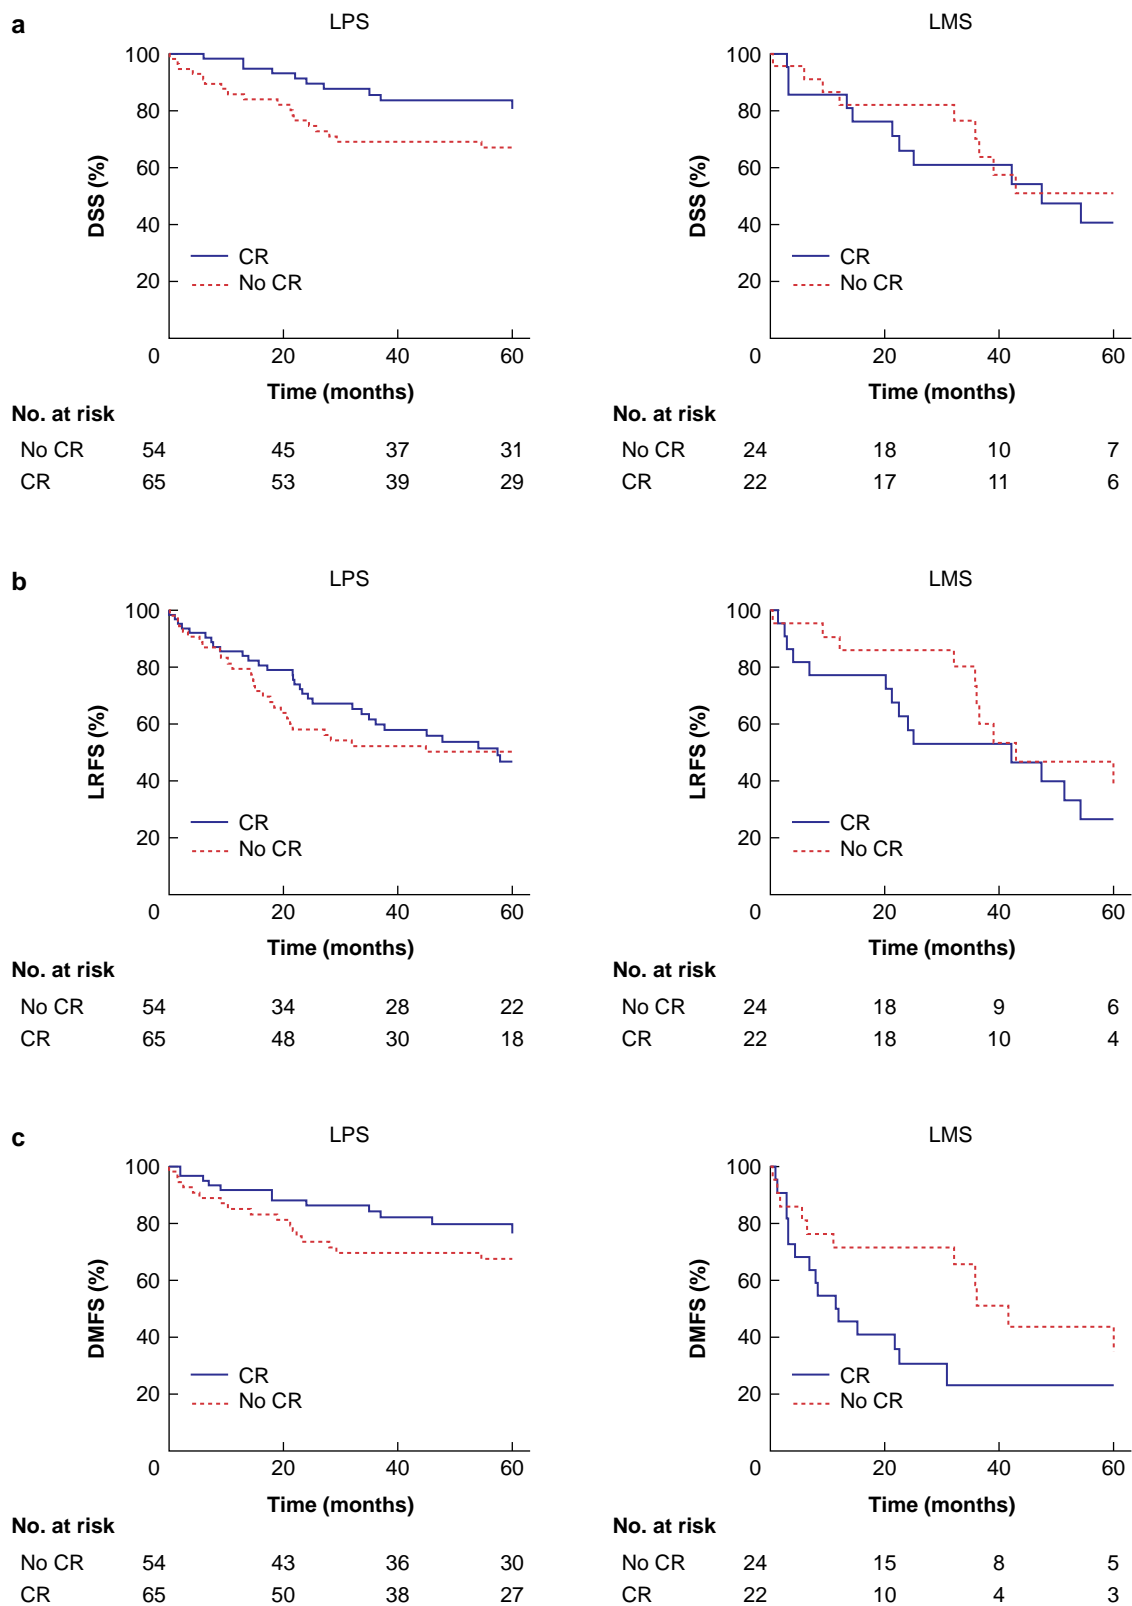 a
LPS
100
80
60
40
20
0
20
40
60
DSS (%)
CR
No CR
Time (months)
No. at risk
No CR 54 45 37 31
CR 65 53 39 29
LMS
100
80
60
40
20
0
20
40
60
DSS (%)
CR
No CR
Time (months)
No. at risk
No CR 24 18 10 7
CR 22 17 11 6
b
LPS
100
80
60
40
20
0
20
40
60
LRFS (%)
CR
No CR
Time (months)
No. at risk
No CR 54 34 28 22
CR 65 48 30 18
LMS
100
80
60
40
20
0
20
40
60
LRFS (%)
CR
No CR
Time (months)
No. at risk
No CR 24 18 9 6
CR 22 18 10 4
c
LPS
100
80
60
40
20
0
20
40
60
DMFS (%)
CR
No CR
Time (months)
No. at risk
No CR 54 43 36 30
CR 65 50 38 27
LMS
100
80
60
40
20
0
20
40
60
DMFS (%)
CR
No CR
Time (months)
No. at risk
No CR 24 15 8 5
CR 22 10 4 3